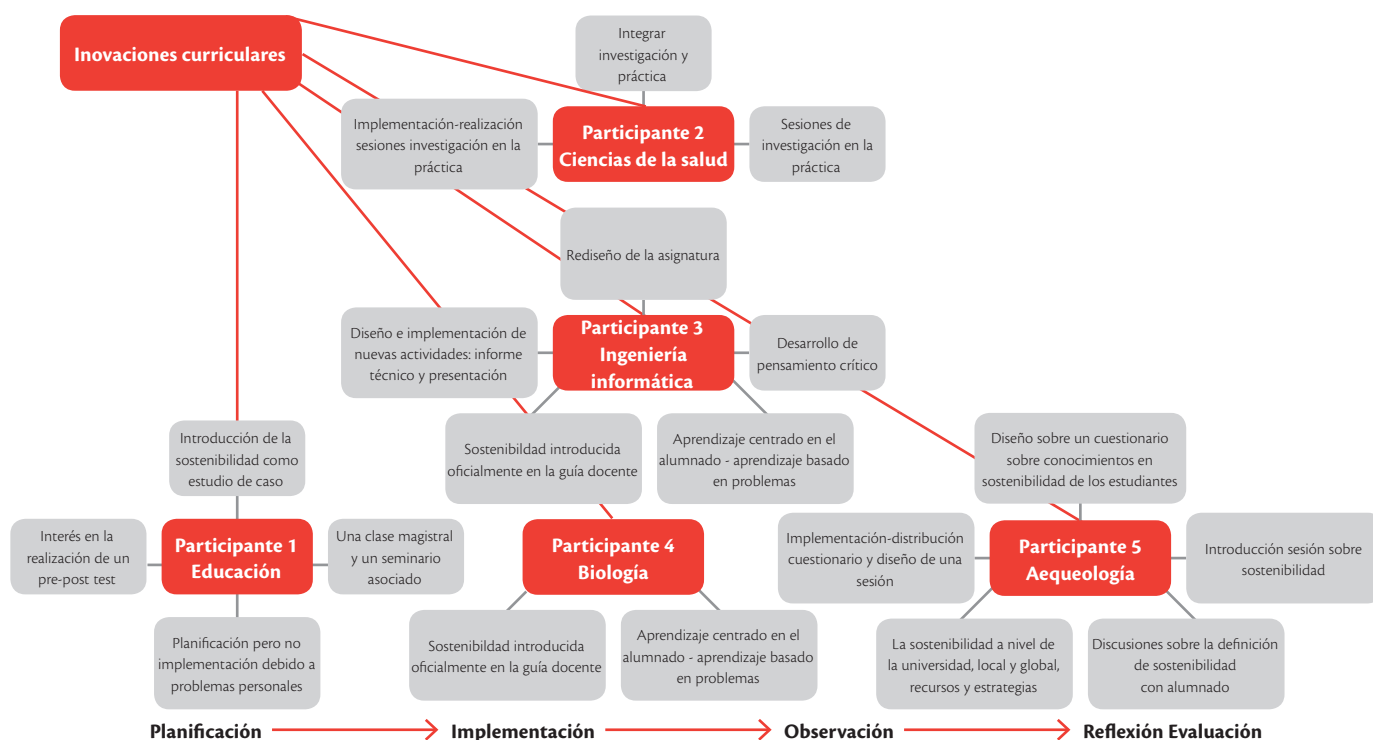 Inovaciones curriculares
Integrar
investigación y
práctica
Implementación-realización
sesiones investigación en la
práctica
Participante 2
Ciencias de la salud
Sesiones de
investigación en la
práctica
Rediseño de la asignatura
Diseño e implementación de
nuevas actividades: informe
técnico y presentación
Participante 3
Ingeniería
informática
Desarrollo de
pensamiento crítico
Sostenibildad introducida
oficialmente en la guía docente
Aprendizaje centrado en el
alumnado - aprendizaje basado
en problemas
Introducción de la
sostenibilidad como
estudio de caso
Diseño sobre un cuestionario
sobre conocimientos en
sostenibilidad de los estudiantes
Interés en la
realización de un
pre-post test
Participante 1
Educación
Una clase magistral
y un seminario
asociado
Participante 4
Biología
Implementación-distribución
cuestionario y diseño de una
sesión
Participante 5
Aequeología
Introducción sesión sobre
sostenibilidad
Planificación pero no
implementación debido a
problemas personales
Sostenibildad introducida
oficialmente en la guía docente
Aprendizaje centrado en el
alumnado - aprendizaje basado
en problemas
La sostenibilidad a nivel de
la universidad, local y global,
recursos y estrategias
Discusiones sobre la definición
de sostenibilidad
con alumnado
Planificación
Implementación
Observación
Reflexión Evaluación